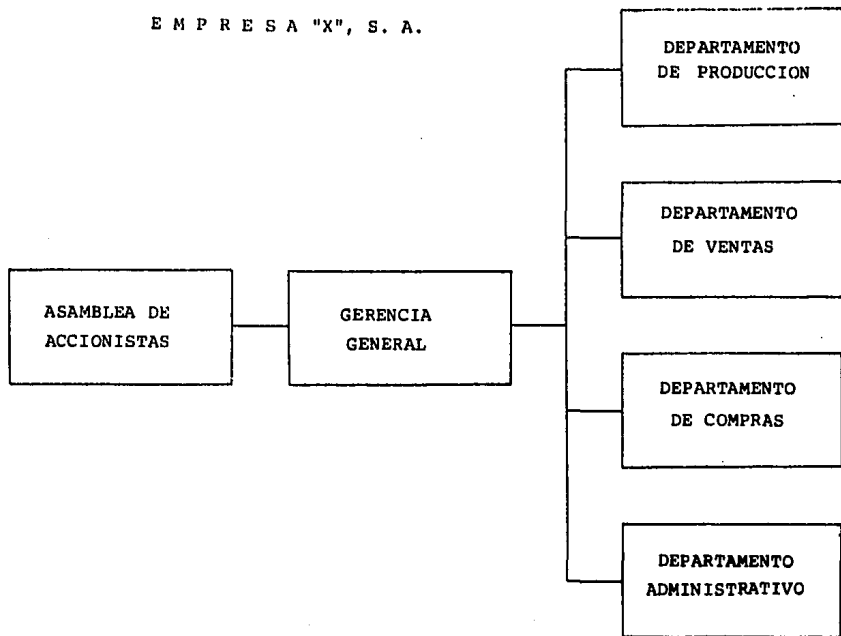 E M P R E S A "X", S. A.
DEPARTAMENTO
DE PRODUCCION
DEPARTAMENTO
DE VENTAS
ASAMBLEA DE
ACCIONISTAS
GERENCIA
GENERAL
DEPARTAMENTO
DE COMPRAS
DEPARTAMENTO
ADMINISTRATIVO